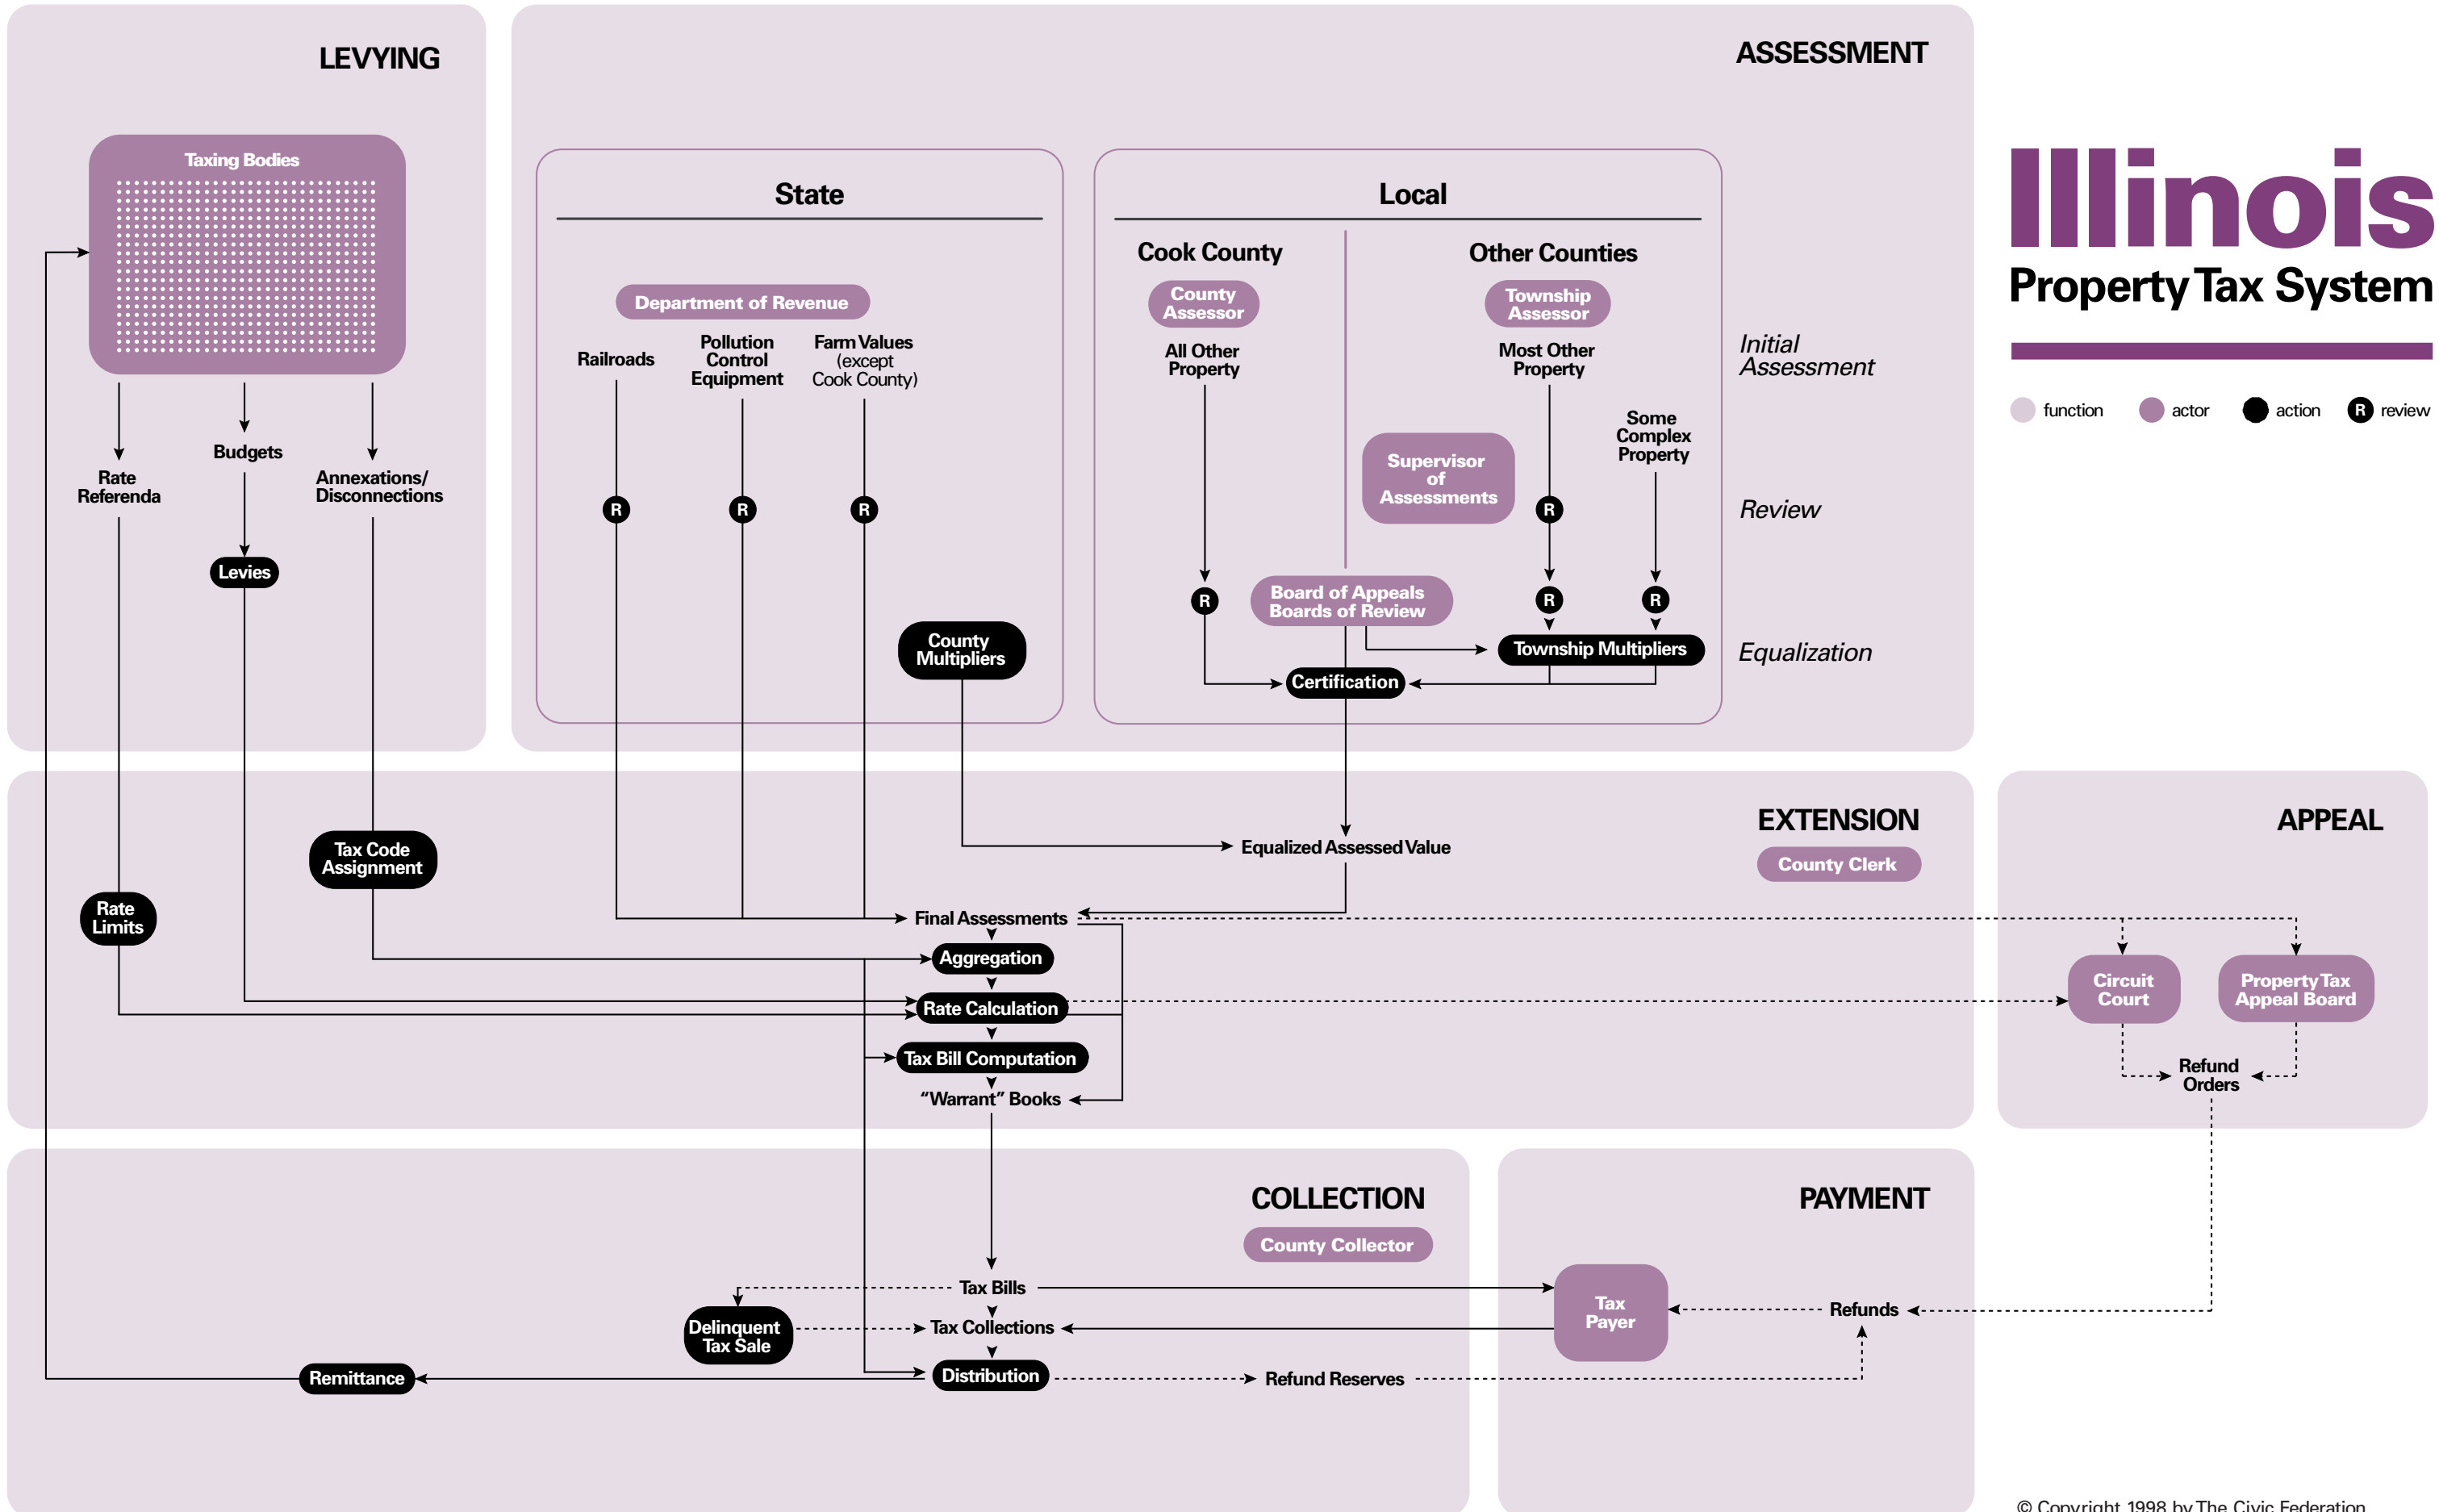 LEVYING
Taxing Bodies
Rate
Referenda
Budgets
Annexations/
Disconnections
Levies
ASSESSMENT
State
Department of Revenue
Railroads
Pollution
Control
Equipment
Farm Values
(except
Cook County)
R
R
R
County
Multipliers
Local
Cook County
County
Assessor
All Other
Property
R
Other Counties
Township
Assessor
Most Other
Property
Some
Complex
Property
Supervisor
of
Assessments
R
Board of Appeals
Boards of Review
R
R
Township Multipliers
Certification
Initial
Assessment
Review
Equalization
Illinois
Property Tax System
function
actor
action
R review
EXTENSION
County Clerk
Tax Code
Assignment
Rate
Limits
Equalized Assessed Value
Final Assessments
Aggregation
Rate Calculation
Tax Bill Computation
“Warrant” Books
APPEAL
Circuit
Court
Property Tax
Appeal Board
Refund
Orders
COLLECTION
County Collector
Tax Bills
Delinquent
Tax Sale
Tax Collections
Remittance
Distribution
Refund Reserves
PAYMENT
Tax
Payer
Refunds
© Copyright 1998 by The Civic Federation